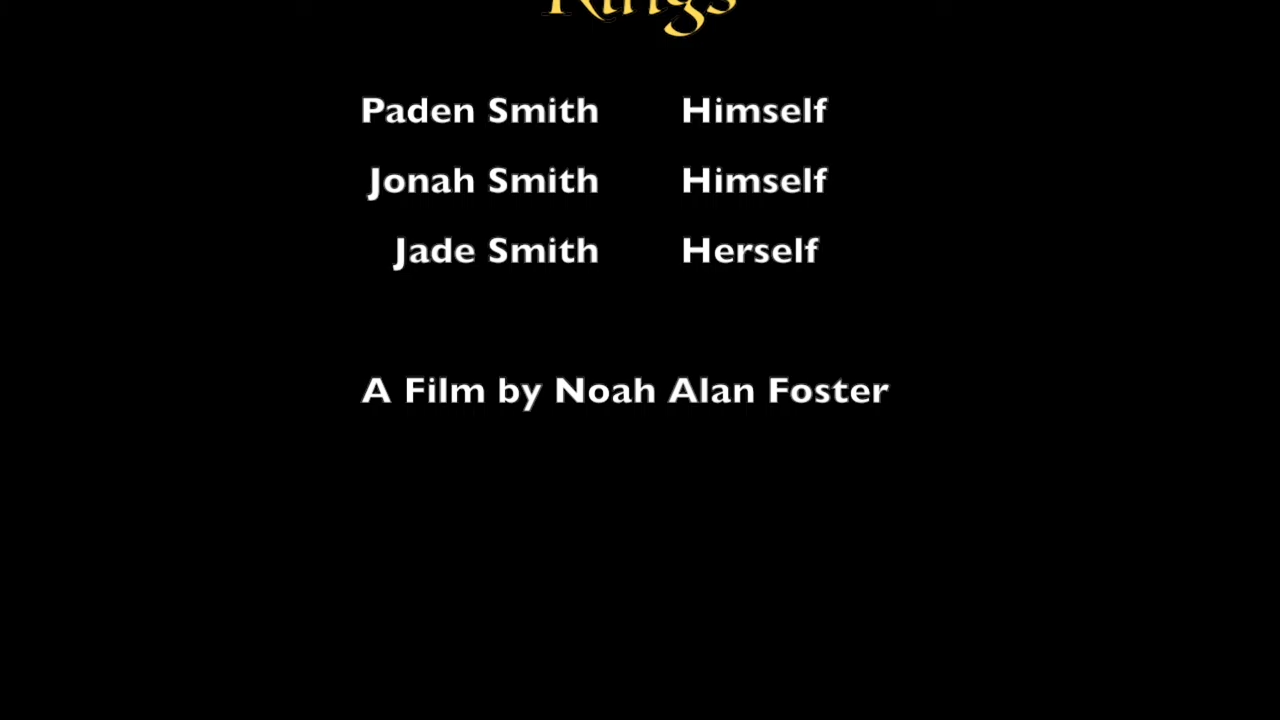 Paden Smith Himself
Jonah Smith Himself
Jade Smith Herself
A Film by Noah Alan Foster